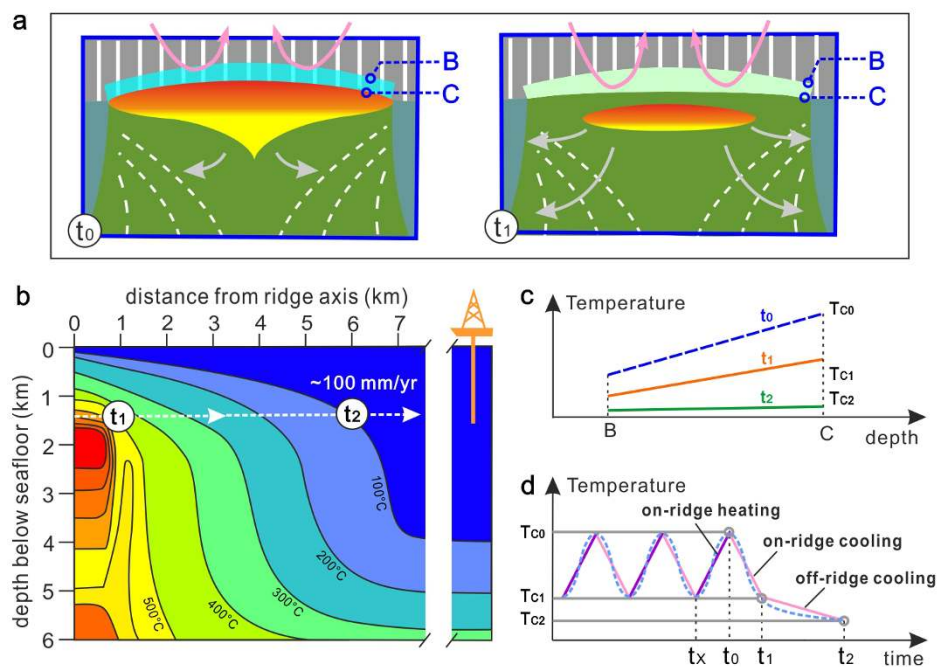 a
B
C
t0
B
C
t1
b
distance from ridge axis (km)
0 1 2 3 4 5 6 7
depth below seafloor (km)
0
1
2
3
4
5
6
~100 mm/yr
t1
t2
100°C
200°C
300°C
400°C
500°C
c
Temperature
t0
TC0
t1
TC1
t2
TC2
B
C
depth
d
Temperature
TC0
on-ridge heating
on-ridge cooling
off-ridge cooling
TC1
TC2
tX
t0
t1
t2
time